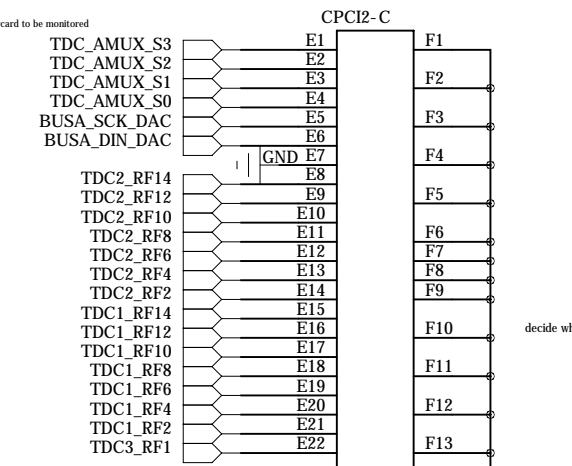 CPCI2-C
card to be monitored
TDC_AMUX_S3 E1 F1
TDC_AMUX_S2 E2
TDC_AMUX_S1 E3 F2
TDC_AMUX_S0 E4
BUSA_SCK_DAC E5 F3
BUSA_DIN_DAC E6
GND E7 F4
TDC2_RF14 E8
TDC2_RF12 E9 F5
TDC2_RF10 E10
TDC2_RF8 E11 F6
TDC2_RF6 E12 F7
TDC2_RF4 E13 F8
TDC2_RF2 E14 F9
TDC1_RF14 E15
TDC1_RF12 E16 F10
decide
TDC1_RF10 E17
TDC1_RF8 E18 F11
TDC1_RF6 E19
TDC1_RF4 E20 F12
TDC1_RF2 E21
TDC3_RF1 E22 F13